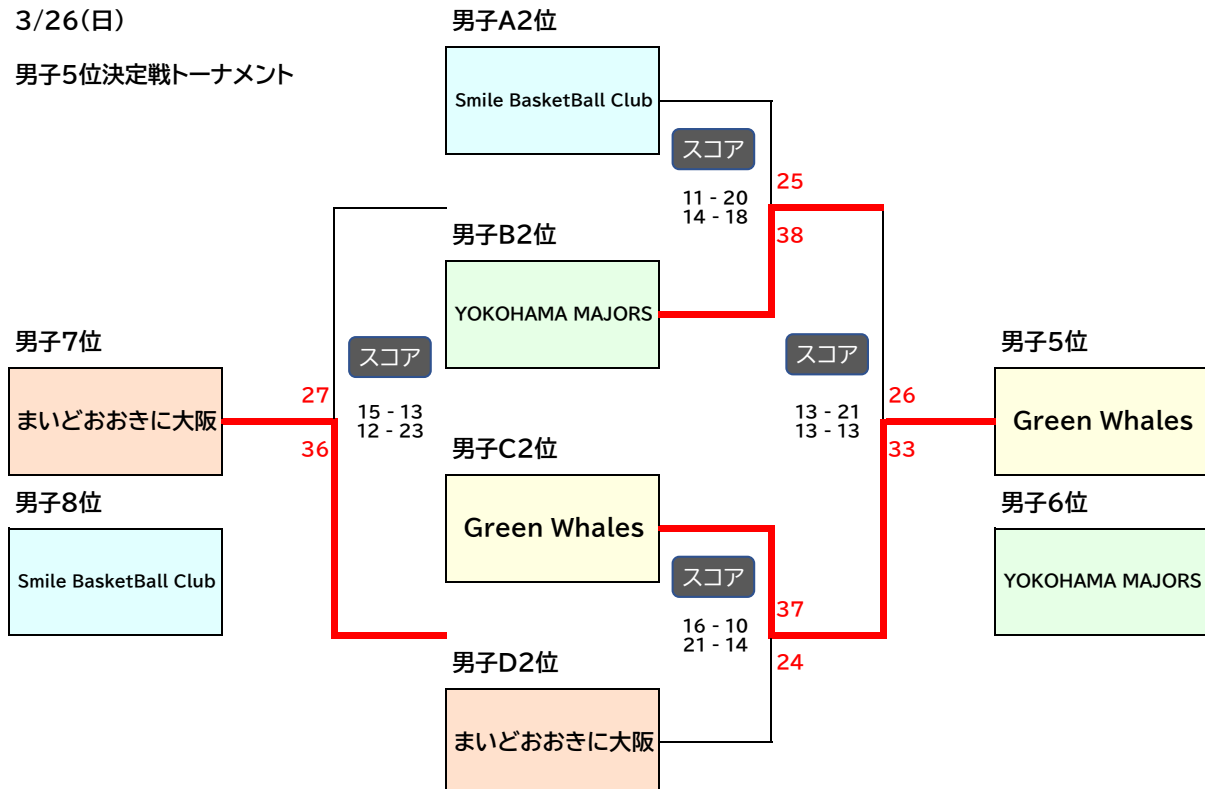 3/26(日)
男子5位決定戦トーナメント
男子A2位
Smile BasketBall Club
スコア
11 - 20
14 - 18
25
38
男子B2位
YOKOHAMA MAJORS
男子7位
まいどおおきに大阪
27
36
スコア
15 - 13
12 - 23
スコア
13 - 21
13 - 13
26
33
男子5位
Green Whales
男子8位
Smile BasketBall Club
男子C2位
Green Whales
スコア
16 - 10
21 - 14
37
24
男子6位
YOKOHAMA MAJORS
男子D2位
まいどおおきに大阪